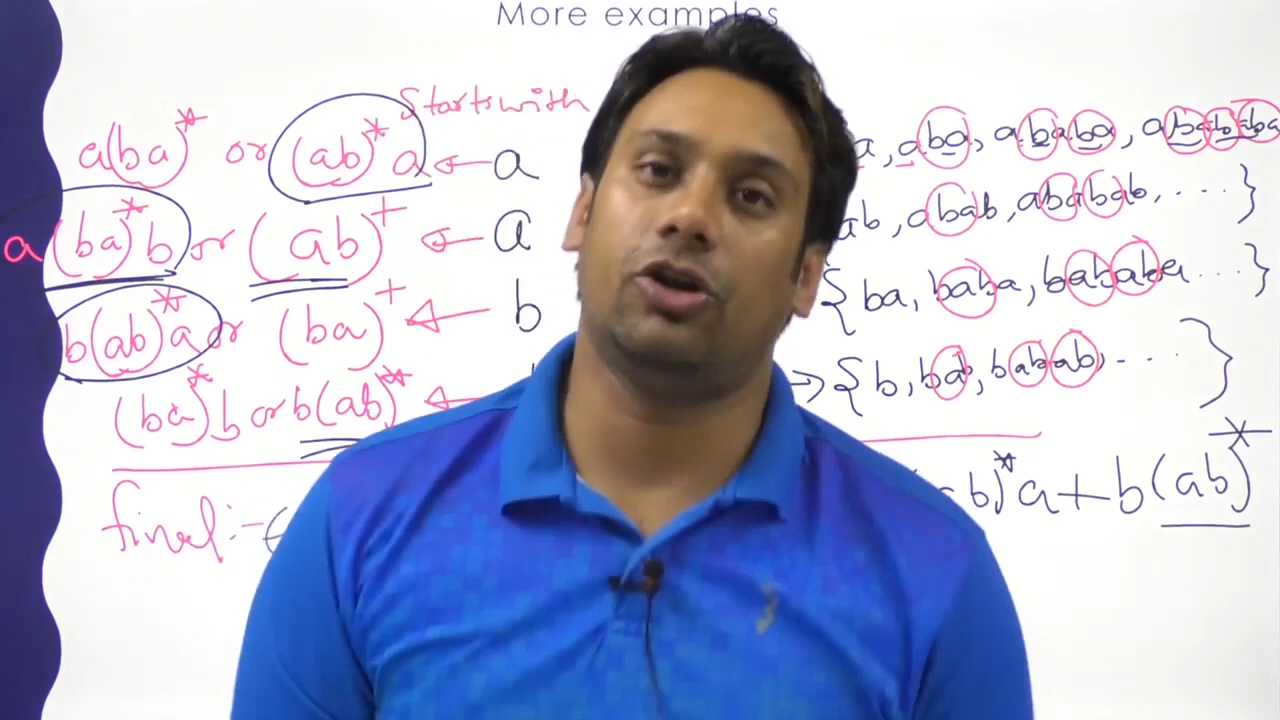 More examples
Starts with
a(ba)* or (ab)* a ← a a, aba, ababa, aba
a (ba)* b or (ab)⁺ ← a ab, abab, ababab, . . . . }
b(ab)* a or (ba)⁺ ← b { ba, baba, bababa . . . }
(ba)* b or b(ab)* ← → { b, bab, babab, - . . . }
final:- b)* a + b (ab)*